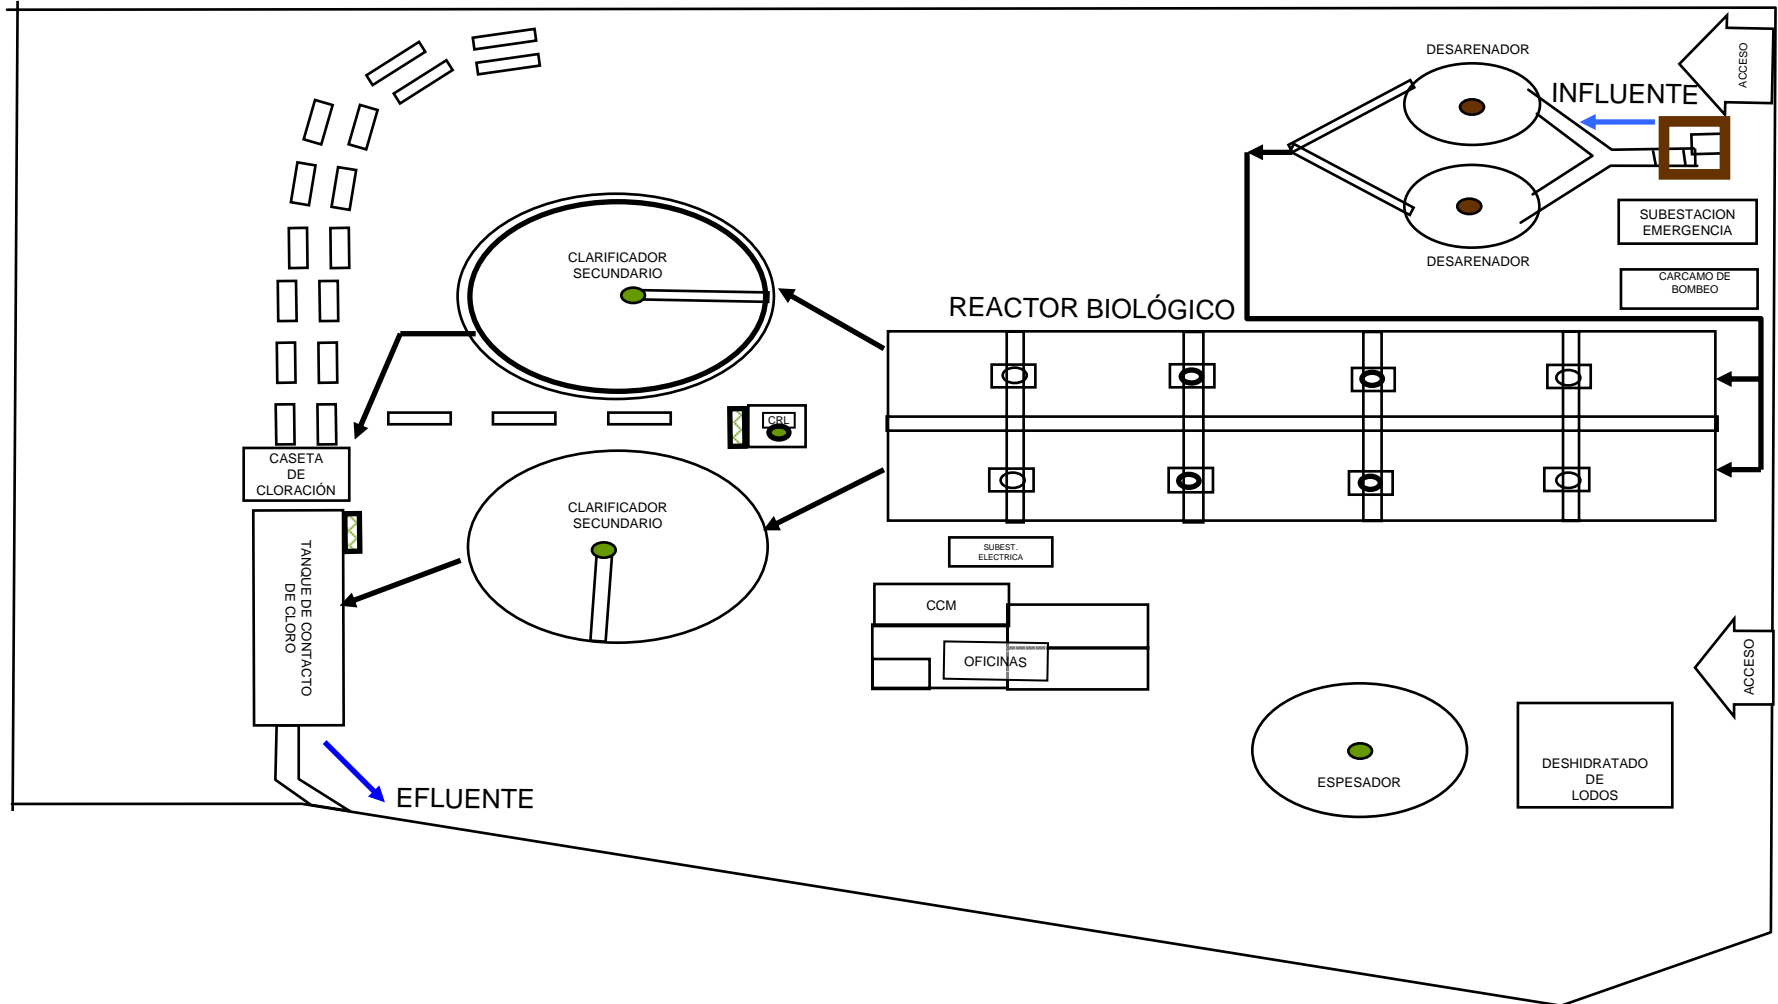 DESARENADOR
ACCESO
INFLUENTE
SUBESTACION
EMERGENCIA
CLARIFICADOR
SECUNDARIO
DESARENADOR
CARCAMO DE
BOMBEO
REACTOR BIOLÓGICO
CRL
CASETA
DE
CLORACIÓN
CLARIFICADOR
SECUNDARIO
TANQUE DE CONTACTO
DE CLORO
SUBEST.
ELECTRICA
CCM
OFICINAS
ACCESO
ESPESADOR
DESHIDRATADO
DE
LODOS
EFLUENTE